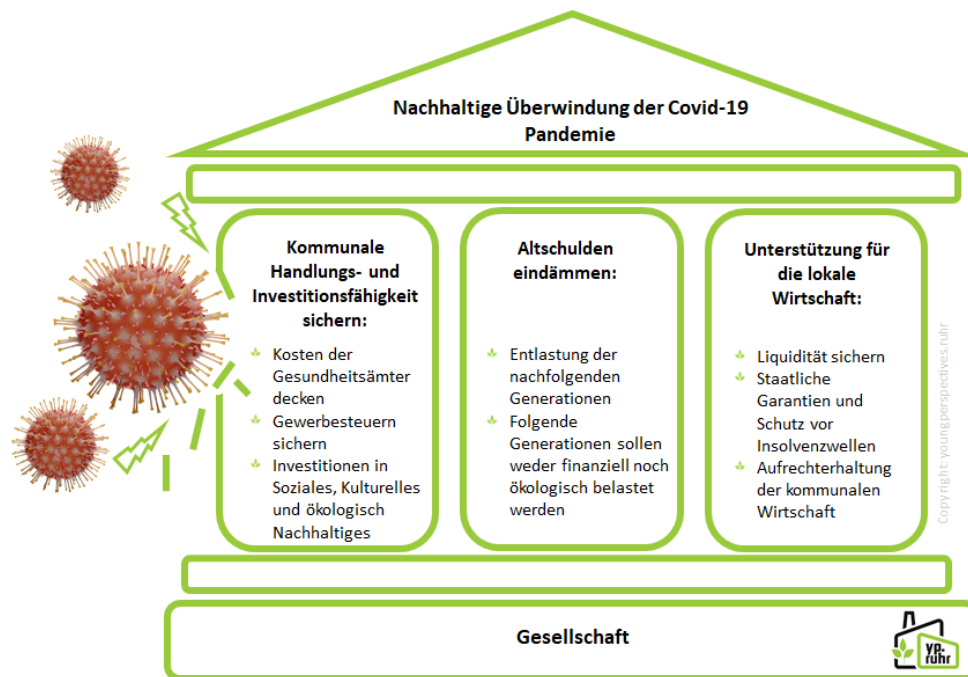 Nachhaltige Überwindung der Covid-19
Pandemie
Kommunale
Handlungs- und
Investitionsfähigkeit
sichern:
Kosten der
Gesundheitsämter
decken
Gewerbesteuern
sichern
Investitionen in
Soziales, Kulturelles
und ökologisch
Nachhaltiges
Altschulden
eindämmen:
Entlastung der
nachfolgenden
Generationen
Folgende
Generationen sollen
weder finanziell noch
ökologisch belastet
werden
Unterstützung für
die lokale
Wirtschaft:
Liquidität sichern
Staatliche
Garantien und
Schutz vor
Insolvenzwellen
Aufrechterhaltung
der kommunalen
Wirtschaft
Copyright: youngperspectives.ruhr
Gesellschaft
yp.
ruhr